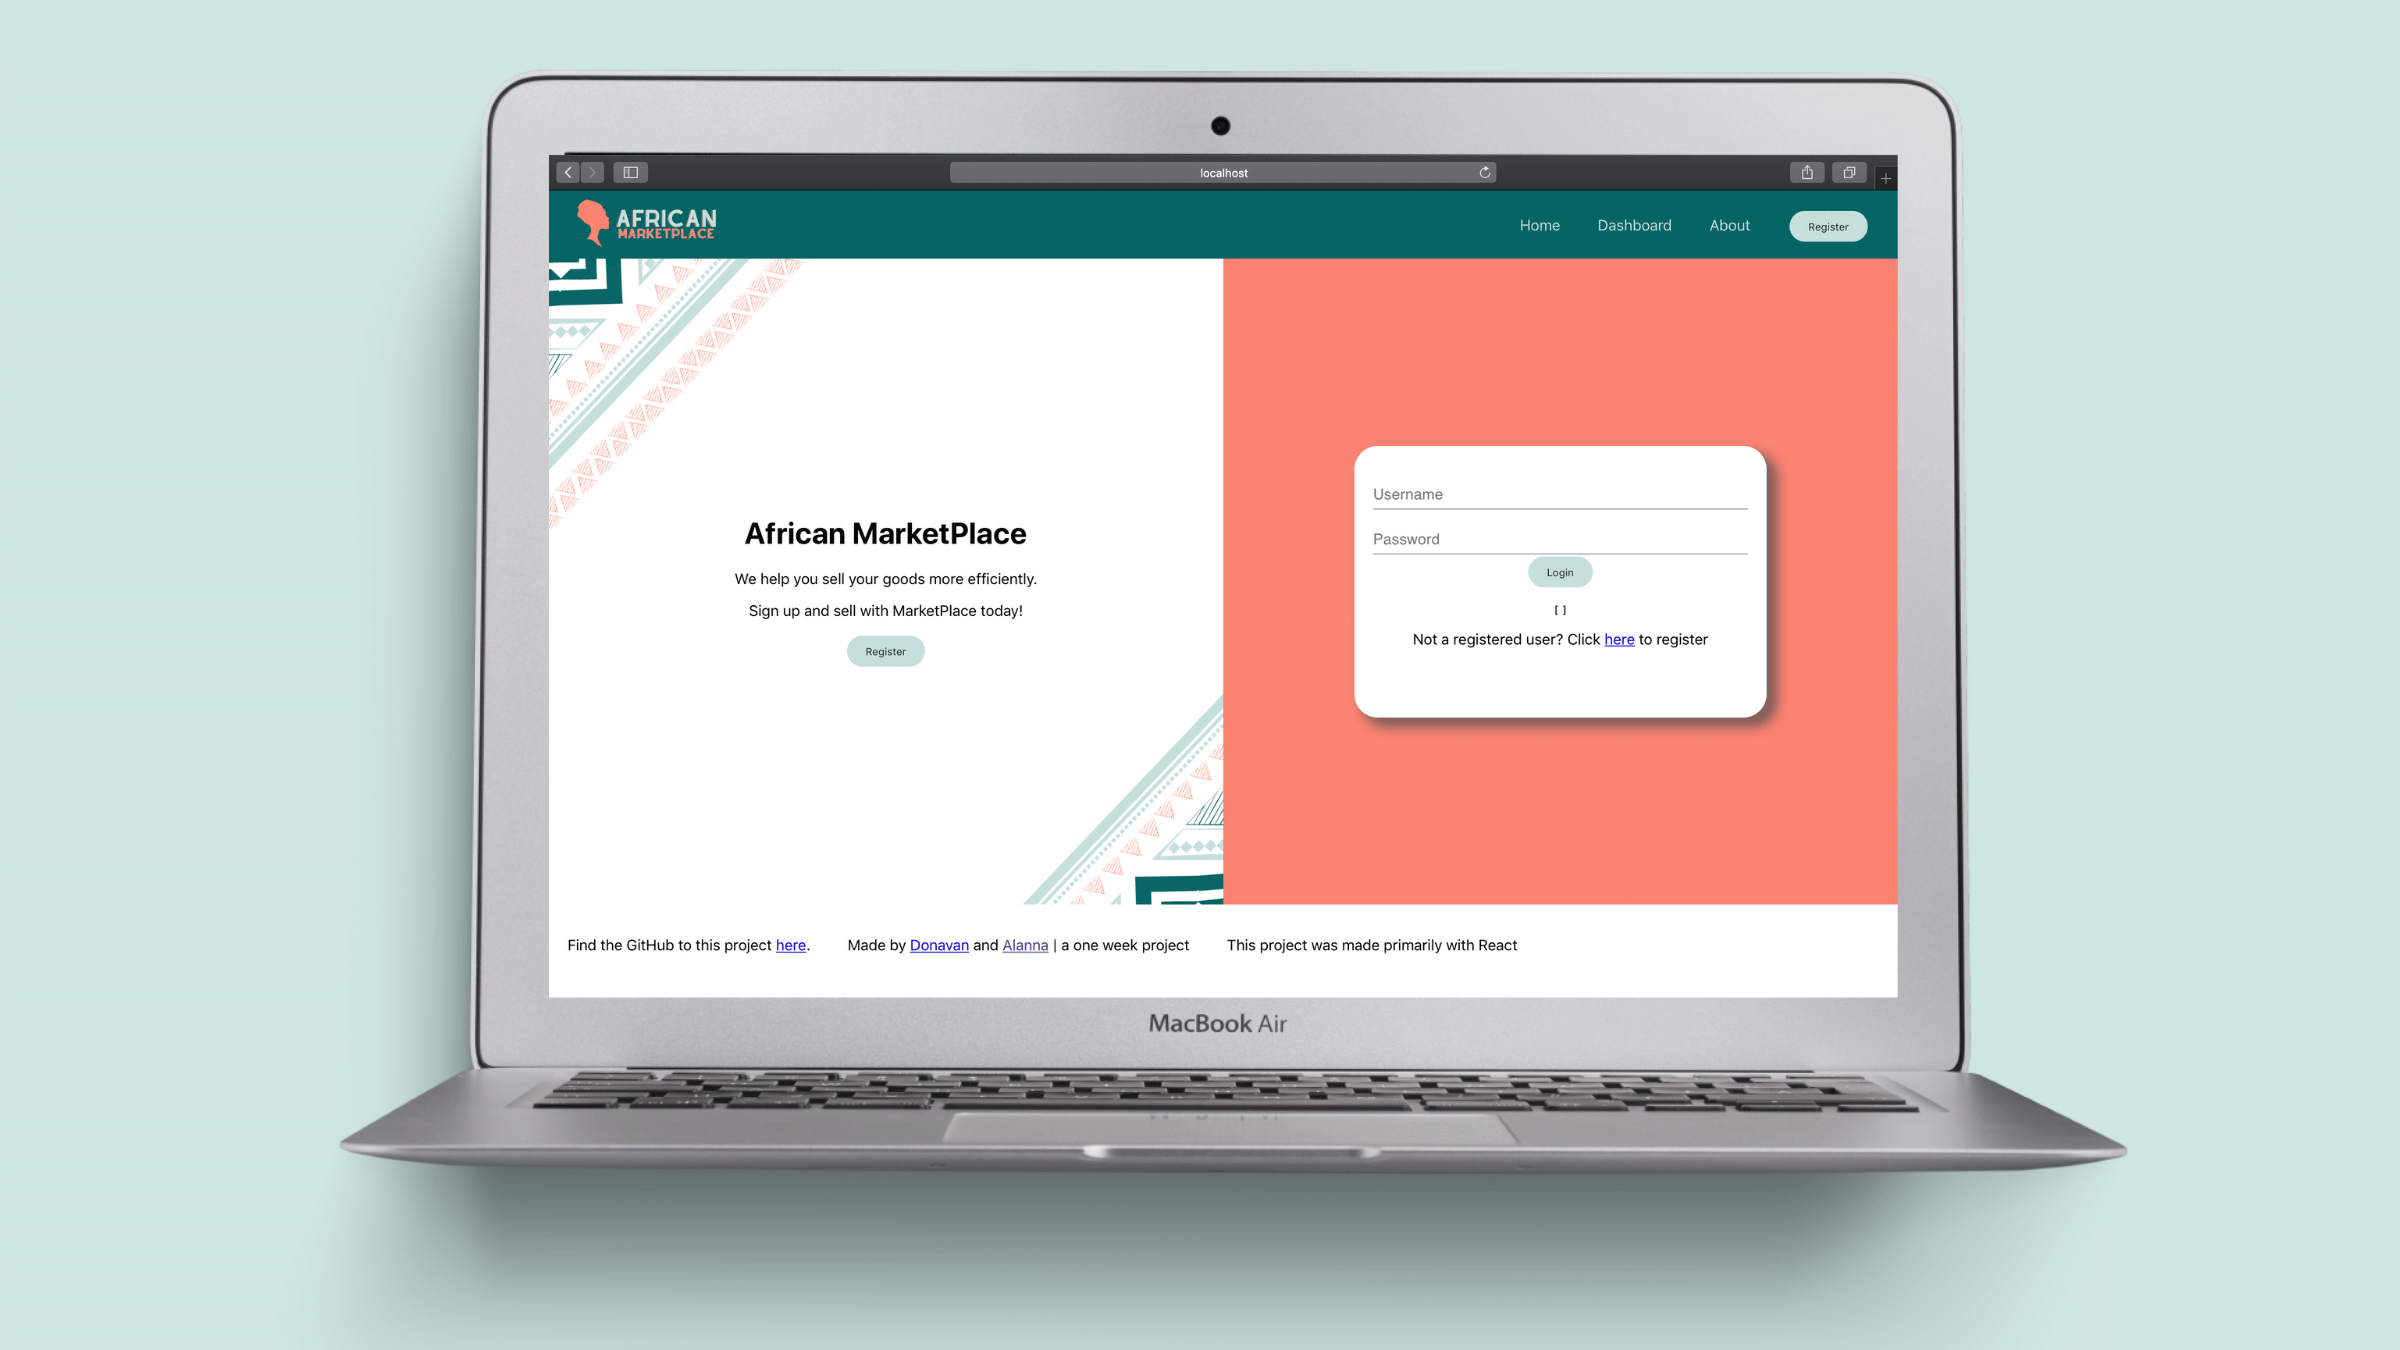 localhost
AFRICAN
MARKETPLACE
Home
Dashboard
About
Register
African MarketPlace
We help you sell your goods more efficiently.
Sign up and sell with MarketPlace today!
Register
Username
Password
Login
[ ]
Not a registered user? Click here to register
Find the GitHub to this project here.
Made by Donavan and Alanna | a one week project
This project was made primarily with React
MacBook Air